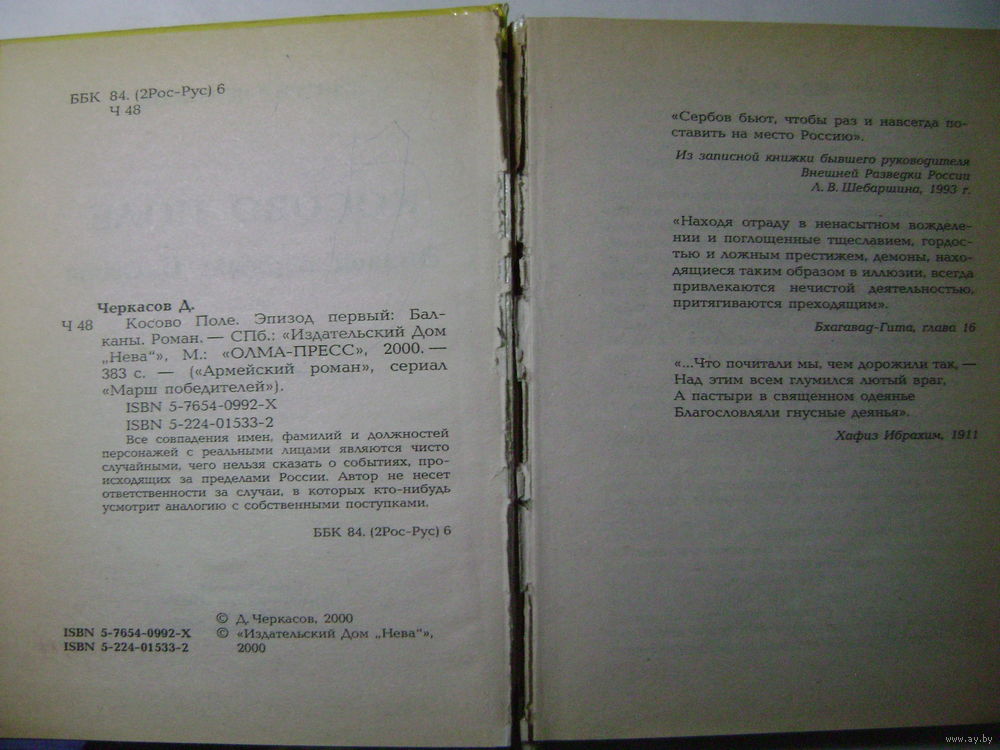 ББК 84. (2Рос-Рус) 6
Ч 48
Черкасов Д.
Ч 48 Косово Поле. Эпизод первый: Бал-
каны. Роман. — СПб.: «Издательский Дом
„Нева“», М.: «ОЛМА-ПРЕСС», 2000. —
383 с. — («Армейский роман», сериал
«Марш победителей»).
ISBN 5-7654-0992-X
ISBN 5-224-01533-2
Все совпадения имен, фамилий и должностей
персонажей с реальными лицами являются чисто
случайными, чего нельзя сказать о событиях, про-
исходящих за пределами России. Автор не несет
ответственности за случаи, в которых кто-нибудь
усмотрит аналогию с собственными поступками.
ББК 84. (2Рос-Рус) 6
© Д. Черкасов, 2000
ISBN 5-7654-0992-X © «Издательский Дом „Нева“»,
ISBN 5-224-01533-2 2000
«Сербов бьют, чтобы раз и навсегда по-
ставить на место Россию».
Из записной книжки бывшего руководителя
Внешней Разведки России
Л. В. Шебаршина, 1993 г.
«Находя отраду в ненасытном вожделе-
нии и поглощенные тщеславием, гордос-
тью и ложным престижем, демоны, нахо-
дящиеся таким образом в иллюзии, всегда
привлекаются нечистой деятельностью,
притягиваются преходящим».
Бхагавад-Гита, глава 16
«...Что почитали мы, чем дорожили так, —
Над этим всем глумился лютый враг,
А пастыри в священном одеянье
Благословляли гнусные деянья».
Хафиз Ибрахим, 1911
www.ay.by